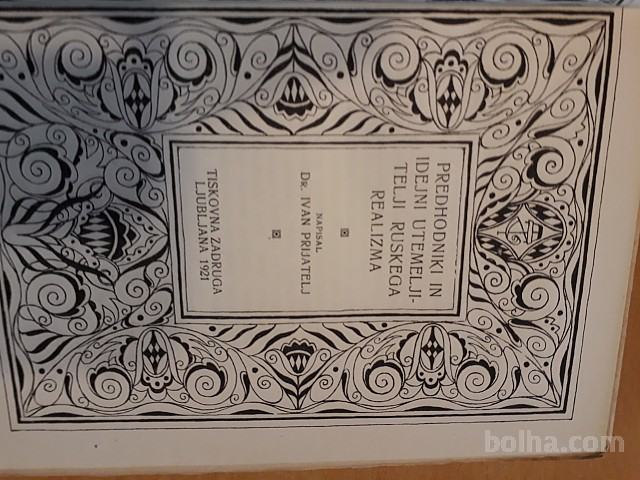 PREDHODNIKI IN
IDEJNI UTEMELJI-
TELJI RUSKEGA
REALIZMA
NAPISAL
DR. IVAN PRIJATELJ
TISKOVNA ZADRUGA
LJUBLJANA 1921
bolha.com